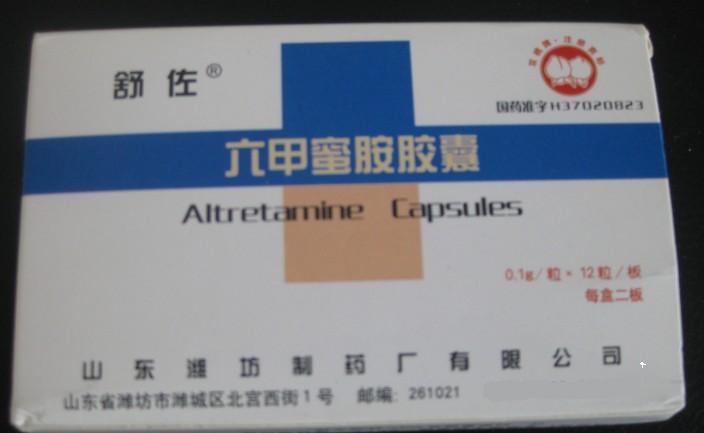 舒佐®
国药准字H37020823
六甲蜜胺胶囊
Altretamine Capsules
0.1g/粒×12粒/板
每盒二板
山东潍坊制药厂有限公司
山东省潍坊市潍城区北宫西街1号 邮编: 261021